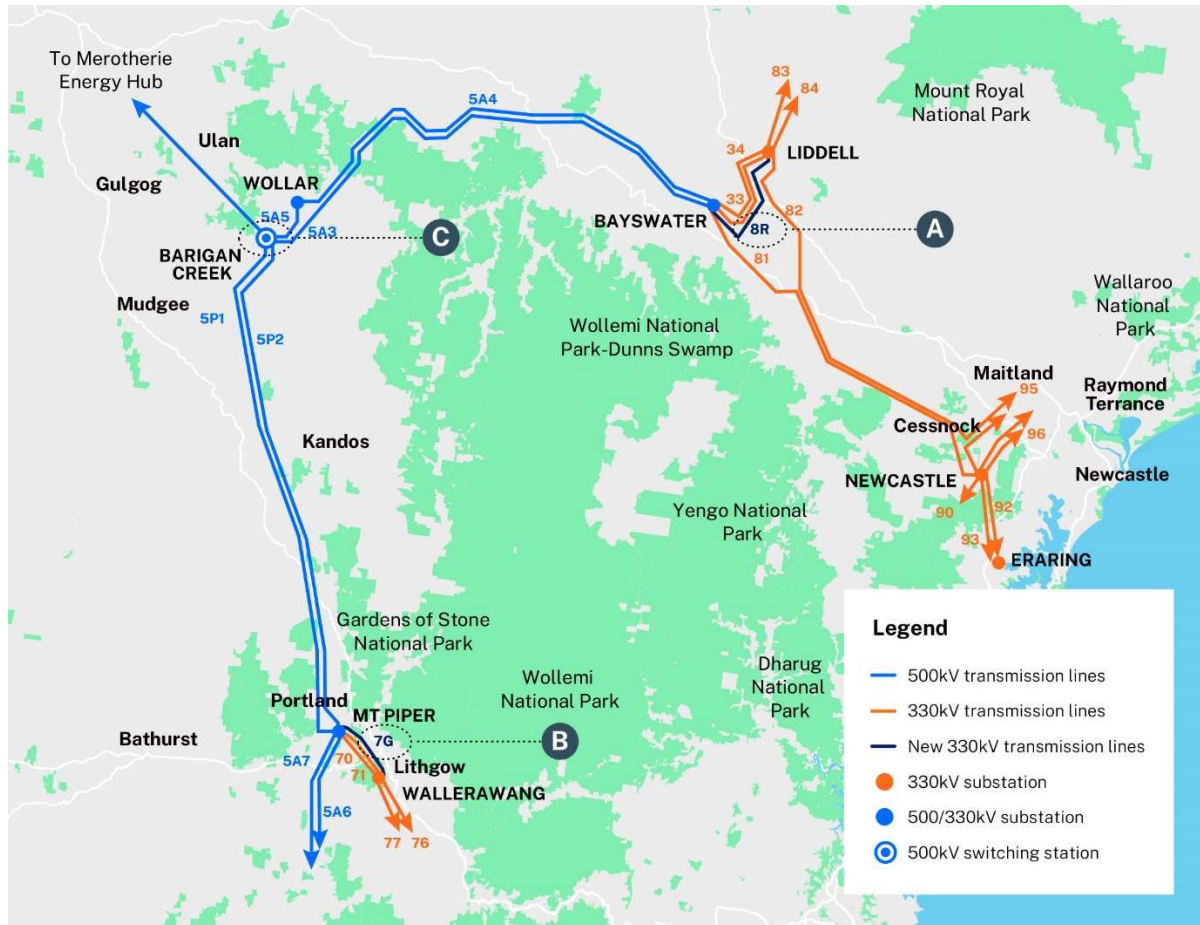 To Merotherie
Energy Hub
83
84
Mount Royal
National Park
5A4
Ulan
34
LIDDELL
Gulgog
WOLLAR
33
82
BAYSWATER
8R
A
5A5
5A3
C
81
BARIGAN
CREEK
Wallaroo
National
Park
Mudgee
5P1
5P2
Wollemi National
Park-Dunns Swamp
Maitland
95
Raymond
Terrance
Cessnock
96
Kandos
NEWCASTLE
Newcastle
90
92
93
Yengo National
Park
ERARING
Gardens of Stone
National Park
Dharug
National
Park
Wollemi
National Park
Portland
MT PIPER
7G
B
Bathurst
5A7
70
71
Lithgow
WALLERAWANG
5A6
77
76
Legend
500kV transmission lines
330kV transmission lines
New 330kV transmission lines
330kV substation
500/330kV substation
500kV switching station